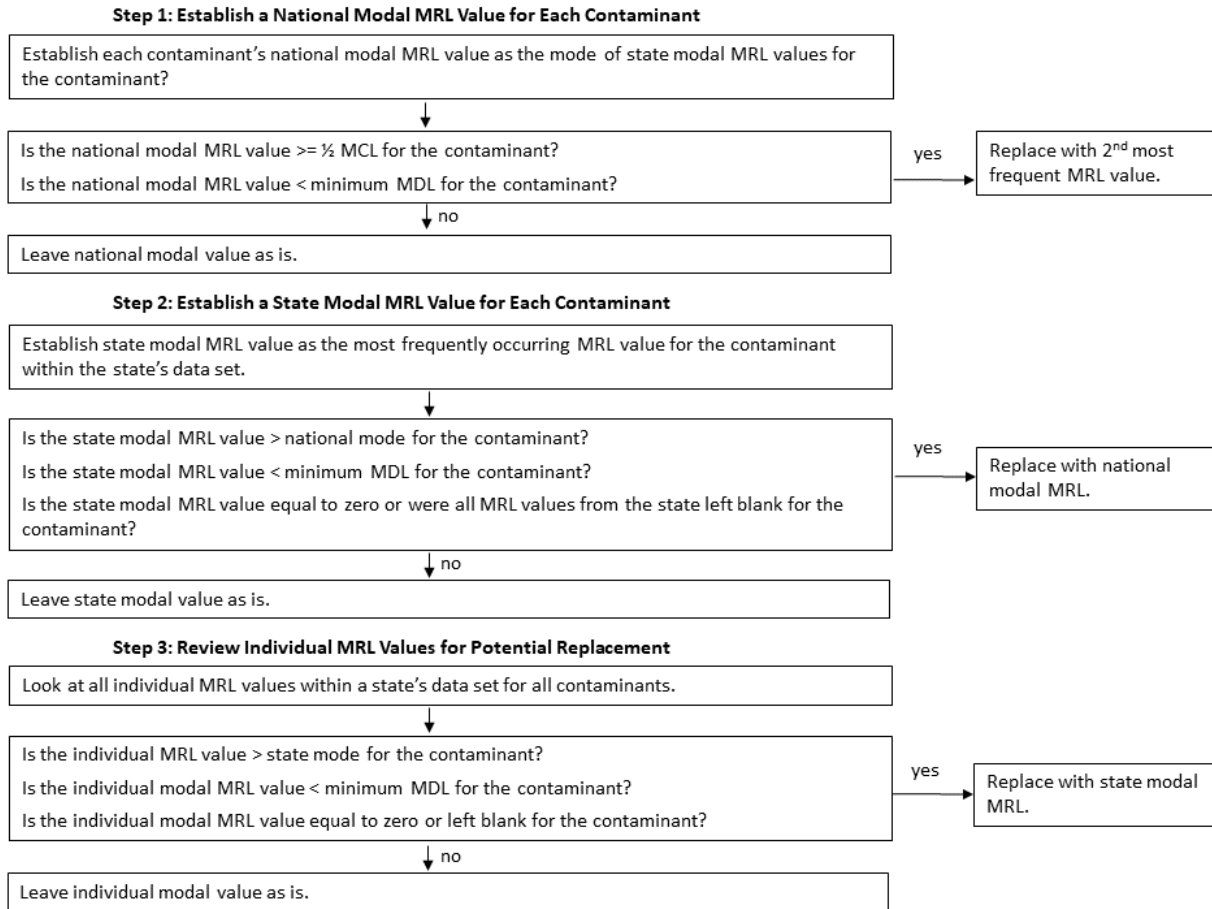 Step 1: Establish a National Modal MRL Value for Each Contaminant
Establish each contaminant's national modal MRL value as the mode of state modal MRL values for
the contaminant?
Is the national modal MRL value >= ½ MCL for the contaminant?
Is the national modal MRL value < minimum MDL for the contaminant?
yes
Replace with 2nd most
frequent MRL value.
no
Leave national modal value as is.
Step 2: Establish a State Modal MRL Value for Each Contaminant
Establish state modal MRL value as the most frequently occurring MRL value for the contaminant
within the state's data set.
Is the state modal MRL value > national mode for the contaminant?
Is the state modal MRL value < minimum MDL for the contaminant?
Is the state modal MRL value equal to zero or were all MRL values from the state left blank for the
contaminant?
yes
Replace with national
modal MRL.
no
Leave state modal value as is.
Step 3: Review Individual MRL Values for Potential Replacement
Look at all individual MRL values within a state's data set for all contaminants.
Is the individual MRL value > state mode for the contaminant?
Is the individual modal MRL value < minimum MDL for the contaminant?
Is the individual modal MRL value equal to zero or left blank for the contaminant?
yes
Replace with state modal
MRL.
no
Leave individual modal value as is.